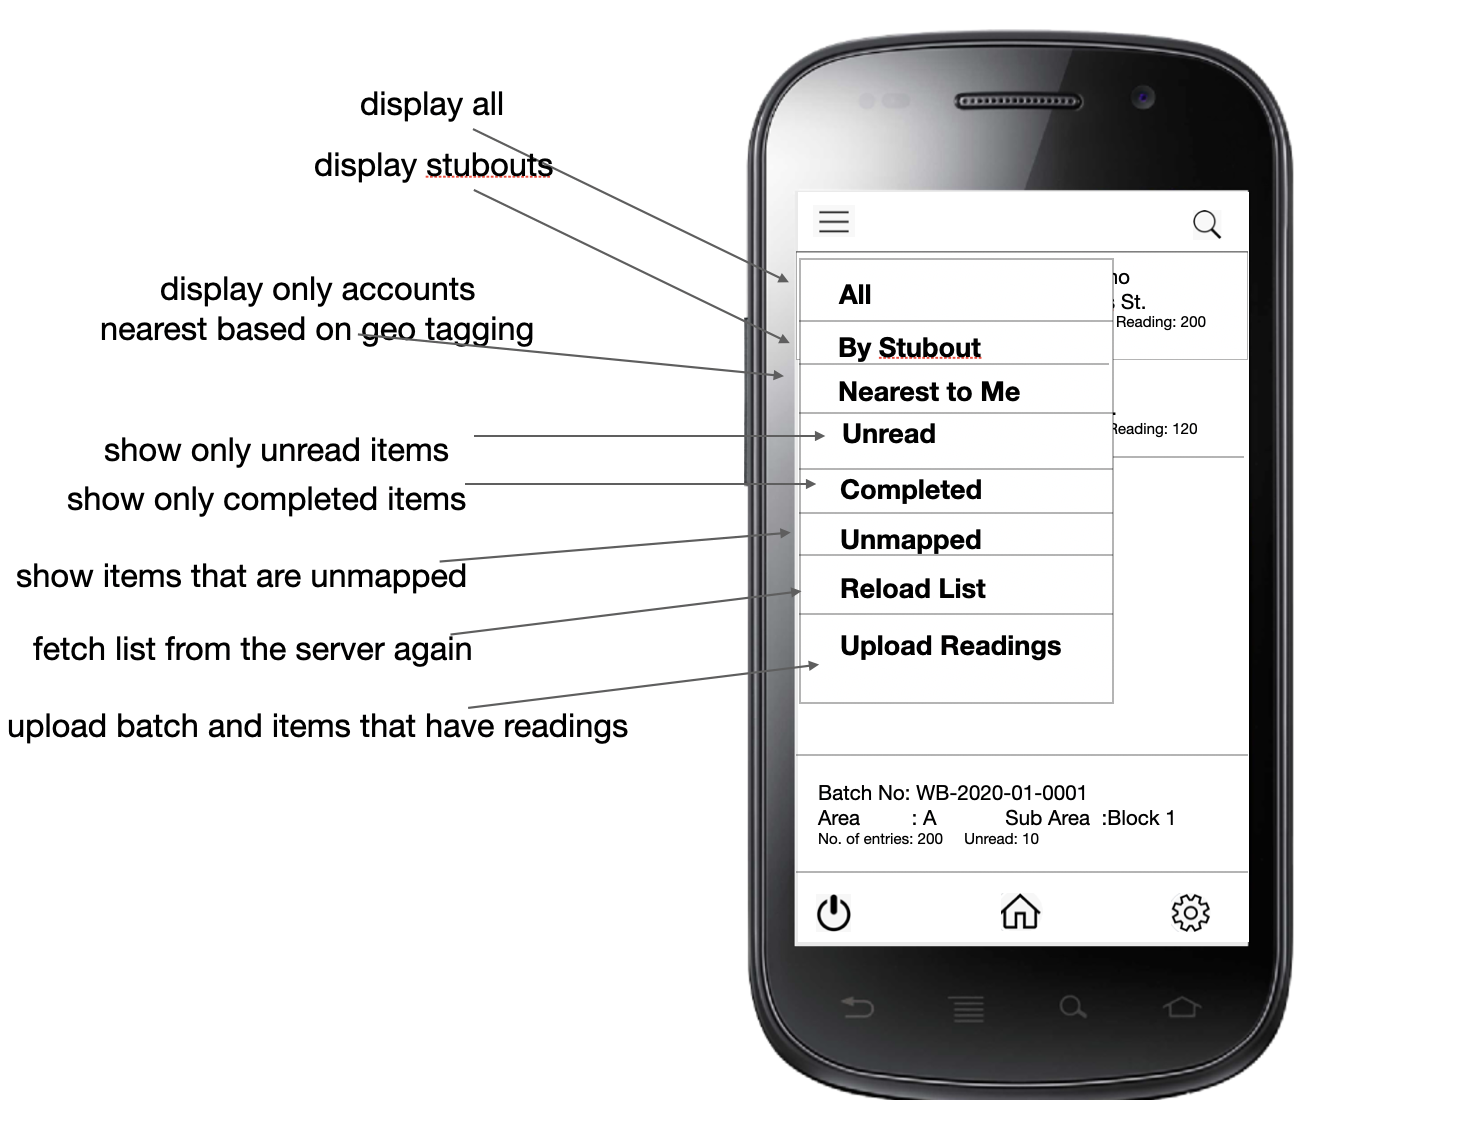 display all
display stubouts
display only accounts
nearest based on geo tagging
show only unread items
show only completed items
show items that are unmapped
fetch list from the server again
upload batch and items that have readings
All
By Stubout
Nearest to Me
Unread
Completed
Unmapped
Reload List
Upload Readings
St.
Reading: 200
Reading: 120
Batch No: WB-2020-01-0001
Area : A Sub Area :Block 1
No. of entries: 200 Unread: 10